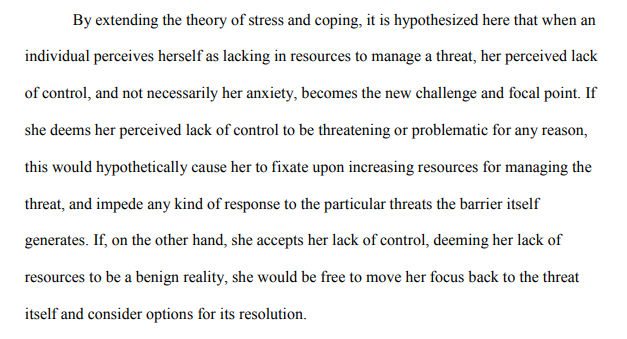 By extending the theory of stress and coping, it is hypothesized here that when an
individual perceives herself as lacking in resources to manage a threat, her perceived lack
of control, and not necessarily her anxiety, becomes the new challenge and focal point. If
she deems her perceived lack of control to be threatening or problematic for any reason,
this would hypothetically cause her to fixate upon increasing resources for managing the
threat, and impede any kind of response to the particular threats the barrier itself
generates. If, on the other hand, she accepts her lack of control, deeming her lack of
resources to be a benign reality, she would be free to move her focus back to the threat
itself and consider options for its resolution.